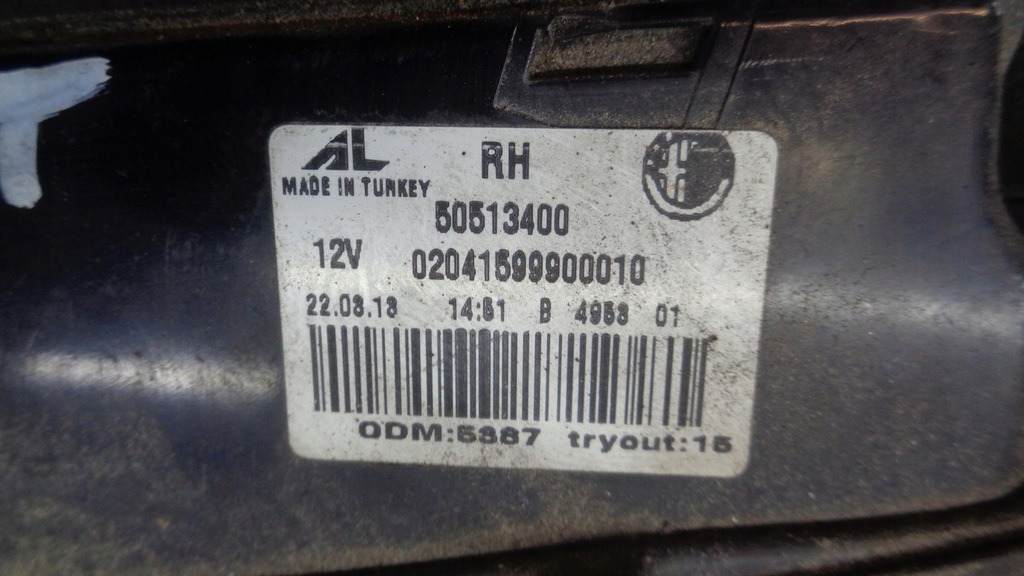 AL RH
MADE IN TURKEY
50513400
12V 02041599900010
22.03.13 14:51 B 4953 01
ODM:5387 tryout:15